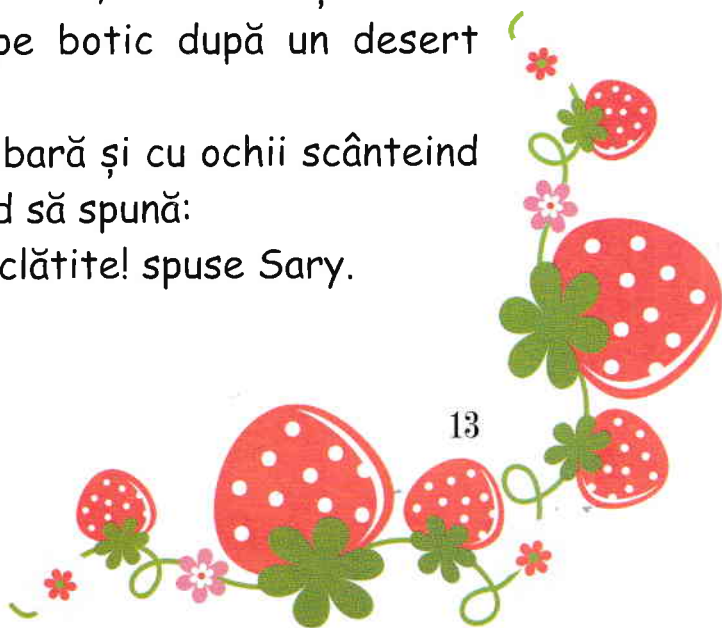 pe botic după un desert
bară și cu ochii scânteind
să spună:
clătite! spuse Sary.
13